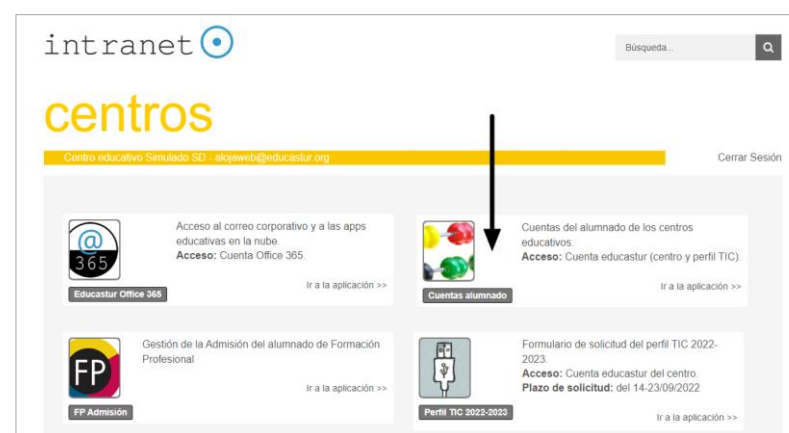 intranet
Búsqueda...
centros
Centro educativo Simulado SD - alojaweb@educastur.org
Cerrar Sesión
@
365
Educastur Office 365
Acceso al correo corporativo y a las apps
educativas en la nube.
Acceso: Cuenta Office 365.
Ir a la aplicación >>
Cuentas alumnado
Cuentas del alumnado de los centros
educativos.
Acceso: Cuenta educastur (centro y perfil TIC).
Ir a la aplicación >>
FP
FP Admisión
Gestión de la Admisión del alumnado de Formación
Profesional
Ir a la aplicación >>
Perfil TIC 2022-2023
Formulario de solicitud del perfil TIC 2022-
2023.
Acceso: Cuenta educastur del centro.
Plazo de solicitud: del 14-23/09/2022
Ir a la aplicación >>